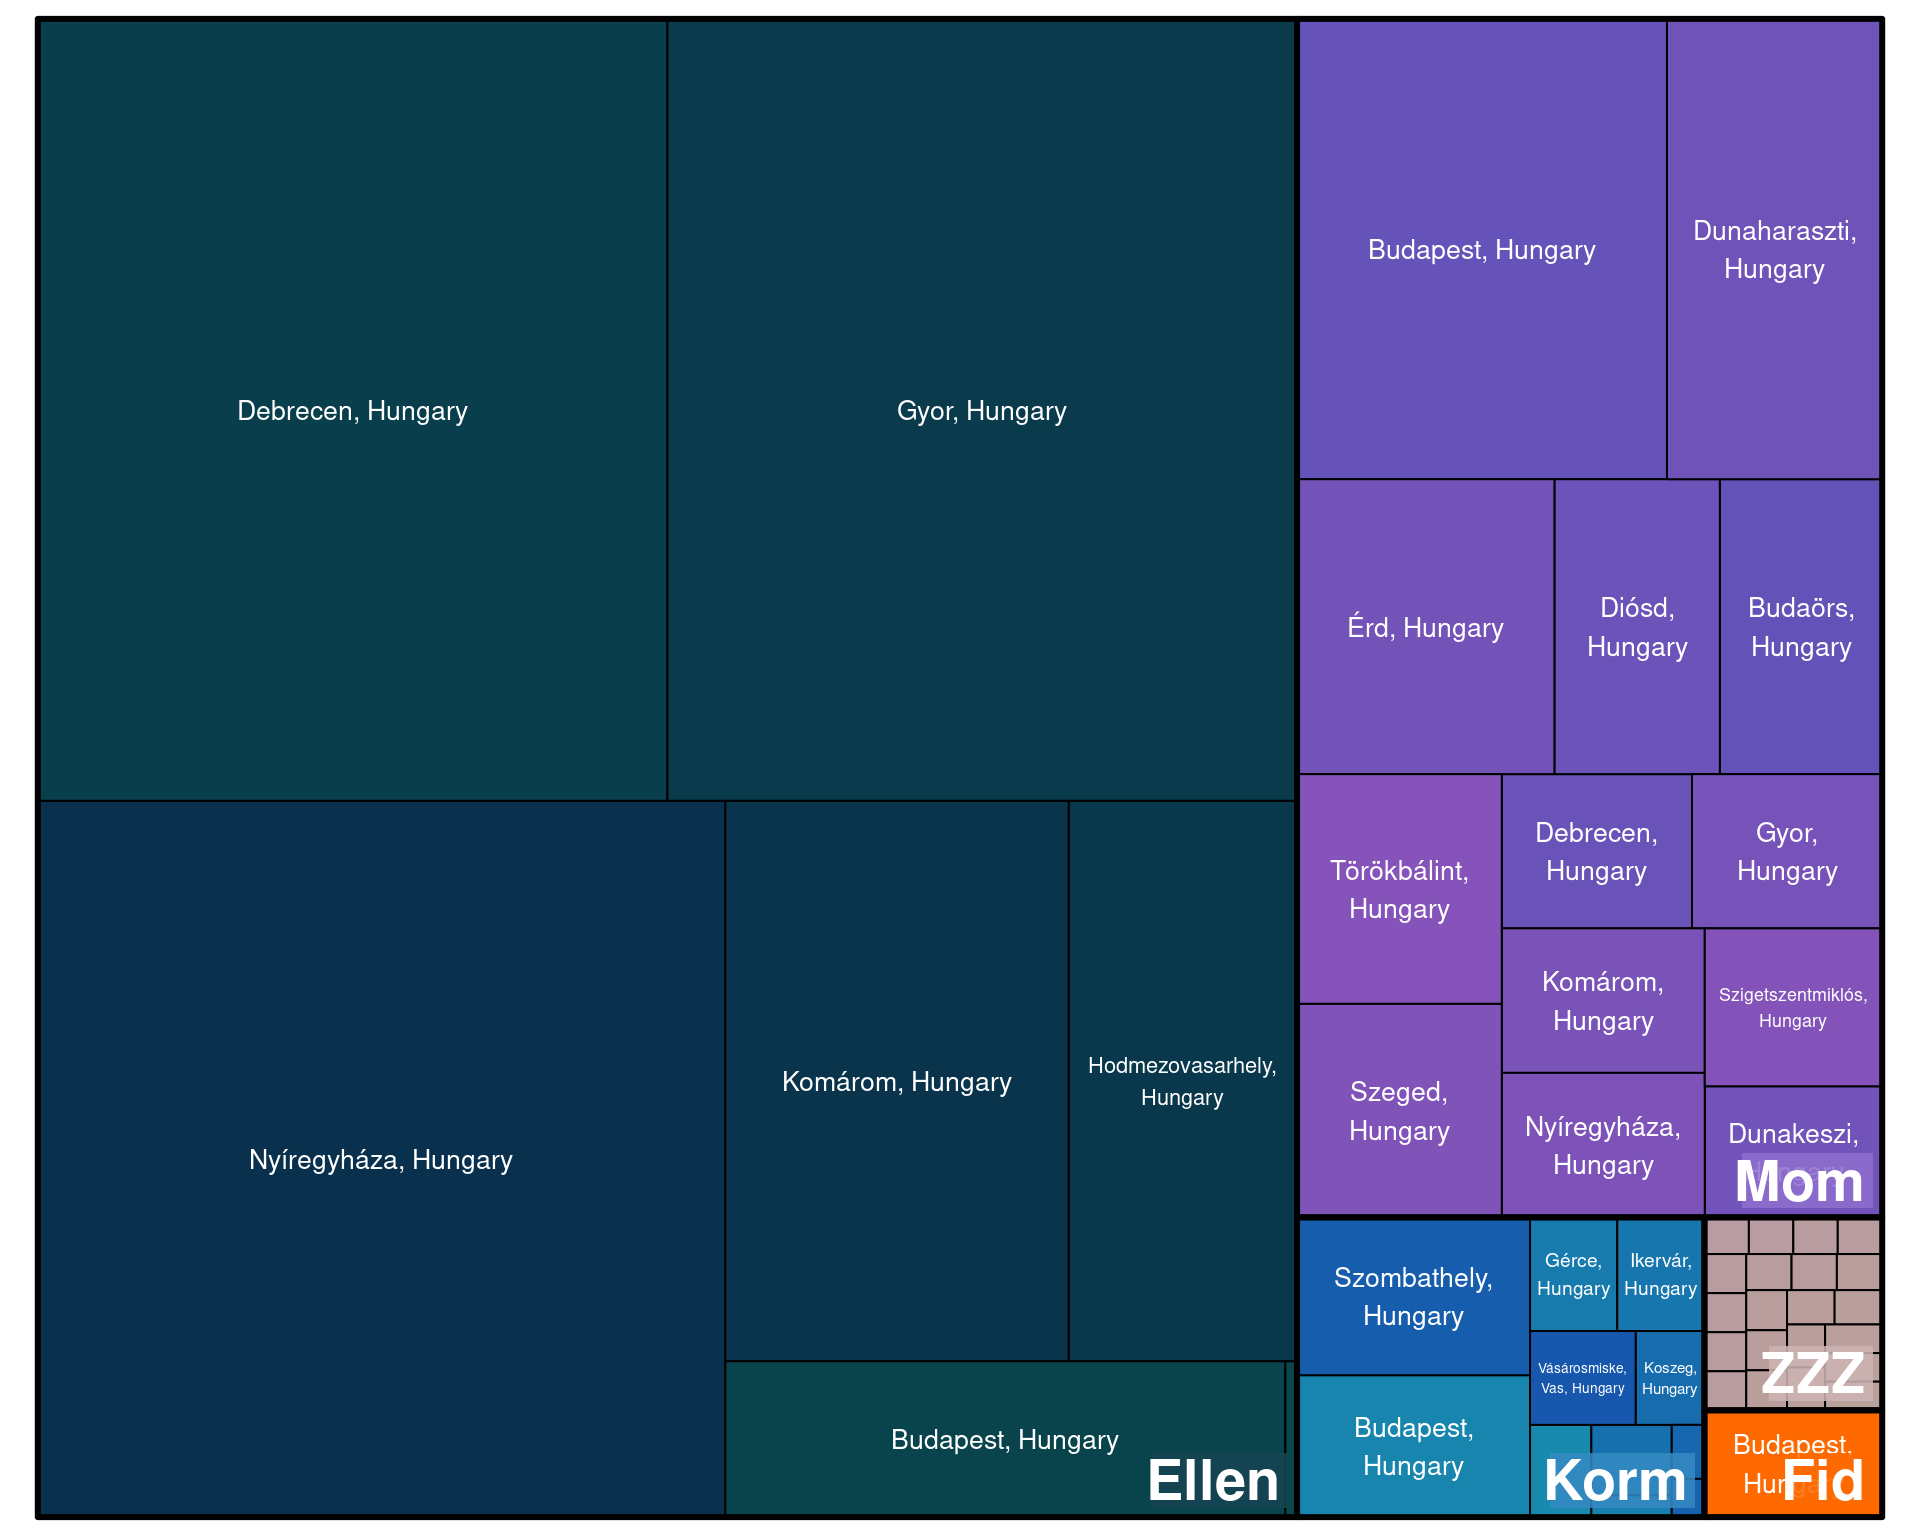 Debrecen, Hungary
Gyor, Hungary
Nyíregyháza, Hungary
Komárom, Hungary
Hodmezovasarhely,
Hungary
Budapest, Hungary
Ellen
Budapest, Hungary
Dunaharaszti,
Hungary
Érd, Hungary
Diósd,
Hungary
Budaörs,
Hungary
Törökbálint,
Hungary
Debrecen,
Hungary
Gyor,
Hungary
Szeged,
Hungary
Komárom,
Hungary
Szigetszentmiklós,
Hungary
Nyíregyháza,
Hungary
Dunakeszi,
Hungary
Mom
Szombathely,
Hungary
Gérce,
Hungary
Ikervár,
Hungary
Vásárosmiske,
Vas, Hungary
Koszeg,
Hungary
Budapest,
Hungary
Korm
ZZZ
Budapest,
Hungary
Fid